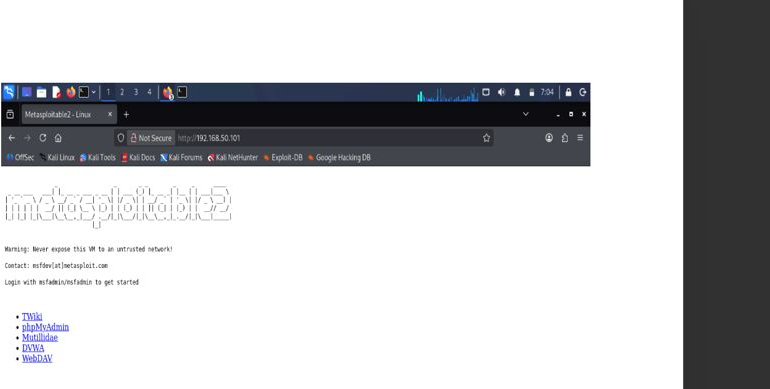 1 2 3 4 7:04
Metasploitable2 - Linux
Not Secure http://192.168.50.101
OffSec Kali Linux Kali Tools Kali Docs Kali Forums Kali NetHunter Exploit-DB Google Hacking DB
Warning: Never expose this VM to an untrusted network!
Contact: msfdev[at]metasploit.com
Login with msfadmin/msfadmin to get started
TWiki
phpMyAdmin
Mutillidae
DVWA
WebDAV